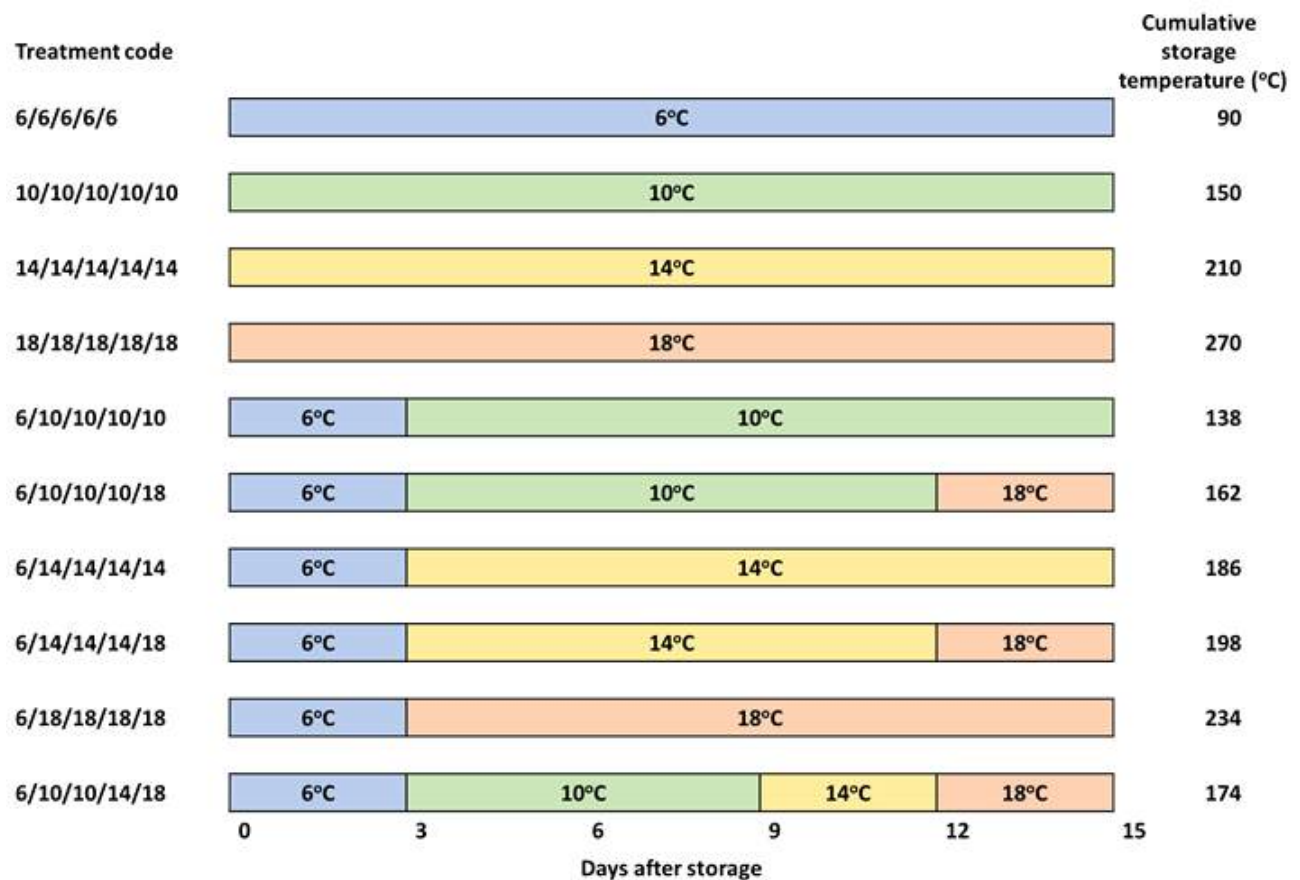 Treatment code
Cumulative
storage
temperature (°C)
6/6/6/6/6 6°C 90
10/10/10/10/10 10°C 150
14/14/14/14/14 14°C 210
18/18/18/18/18 18°C 270
6/10/10/10/10 6°C 10°C 138
6/10/10/10/18 6°C 10°C 18°C 162
6/14/14/14/14 6°C 14°C 186
6/14/14/14/18 6°C 14°C 18°C 198
6/18/18/18/18 6°C 18°C 234
6/10/10/14/18 6°C 10°C 14°C 18°C 174
0 3 6 9 12 15
Days after storage